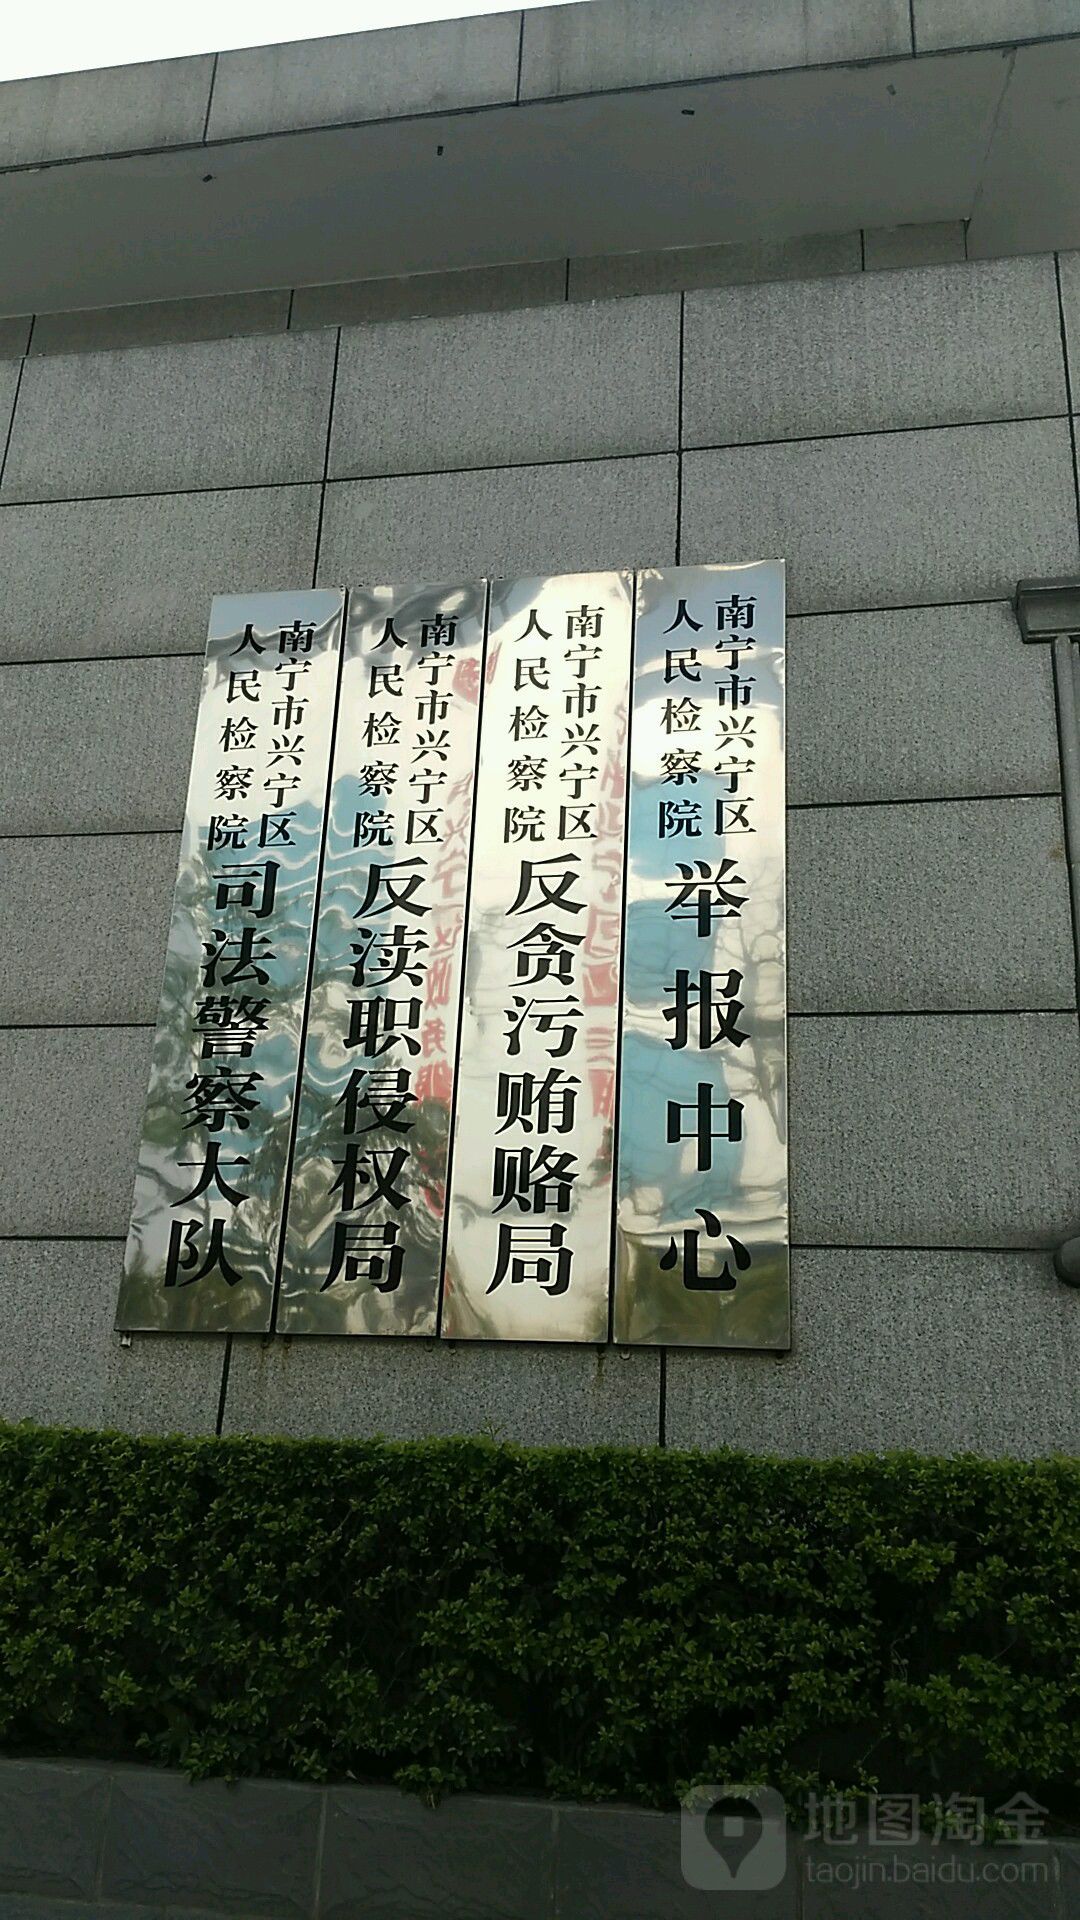 南宁市兴宁区
人民检察院
举报中心
南宁市兴宁区
人民检察院
反贪污贿赂局
南宁市兴宁区
人民检察院
反渎职侵权局
南宁市兴宁区
人民检察院
司法警察大队
地图淘金
taojin.baidu.com